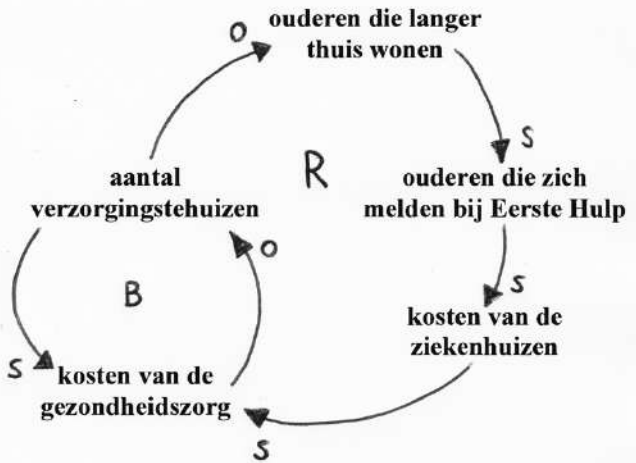 O
ouderen die langer
thuis wonen
S
R
aantal
verzorgingstehuizen
ouderen die zich
melden bij Eerste Hulp
O
B
S
kosten van de
ziekenhuizen
S
kosten van de
gezondheidszorg
S